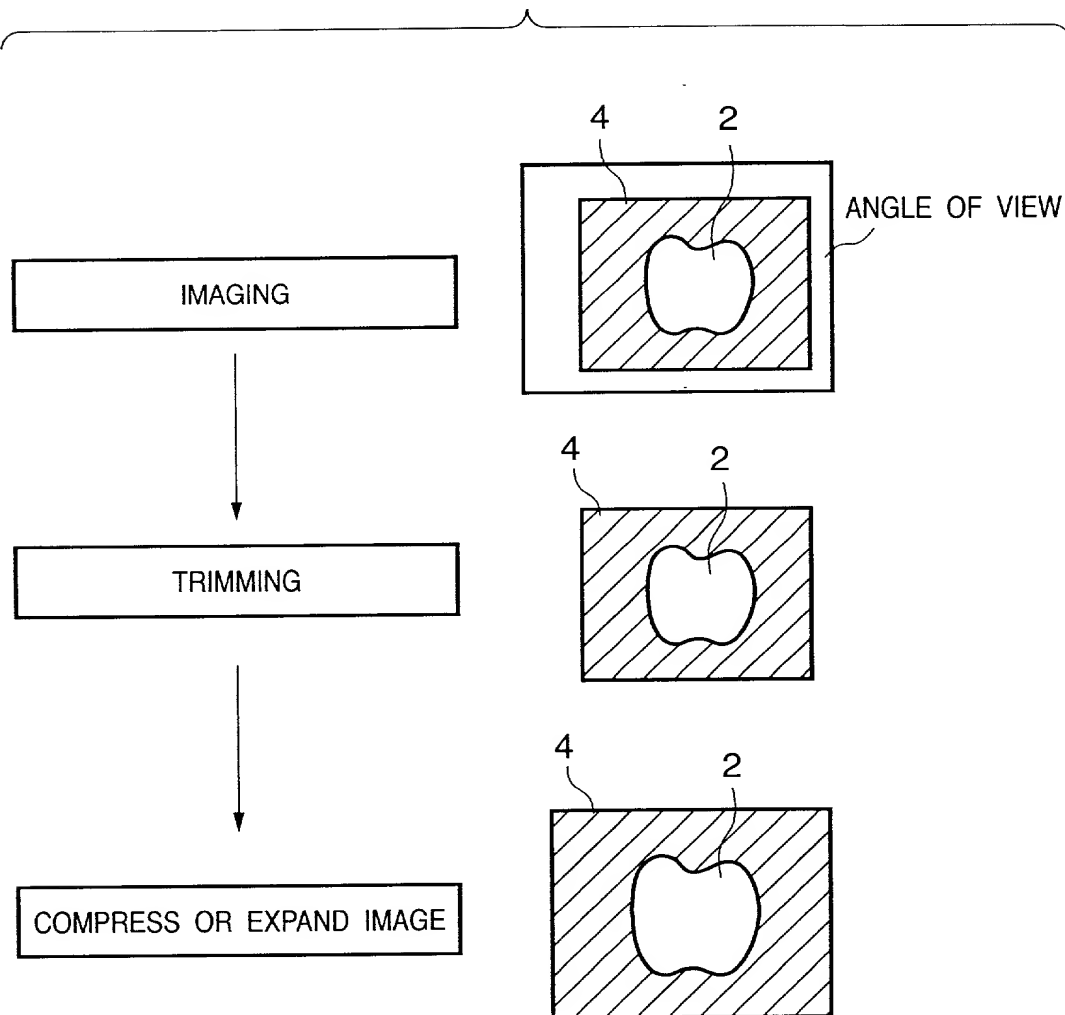 4 2
ANGLE OF VIEW
IMAGING
4 2
TRIMMING
4 2
COMPRESS OR EXPAND IMAGE